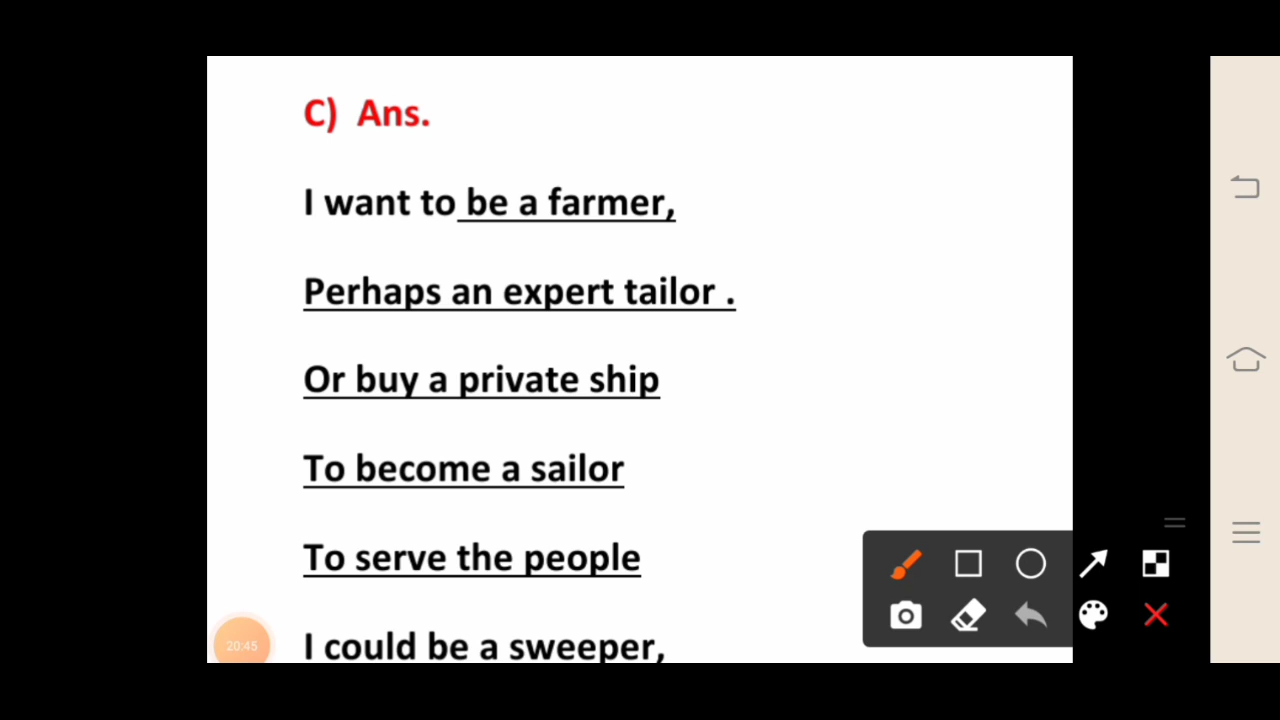 C) Ans.
I want to be a farmer,
Perhaps an expert tailor .
Or buy a private ship
To become a sailor
To serve the people
I could be a sweeper,
20:45